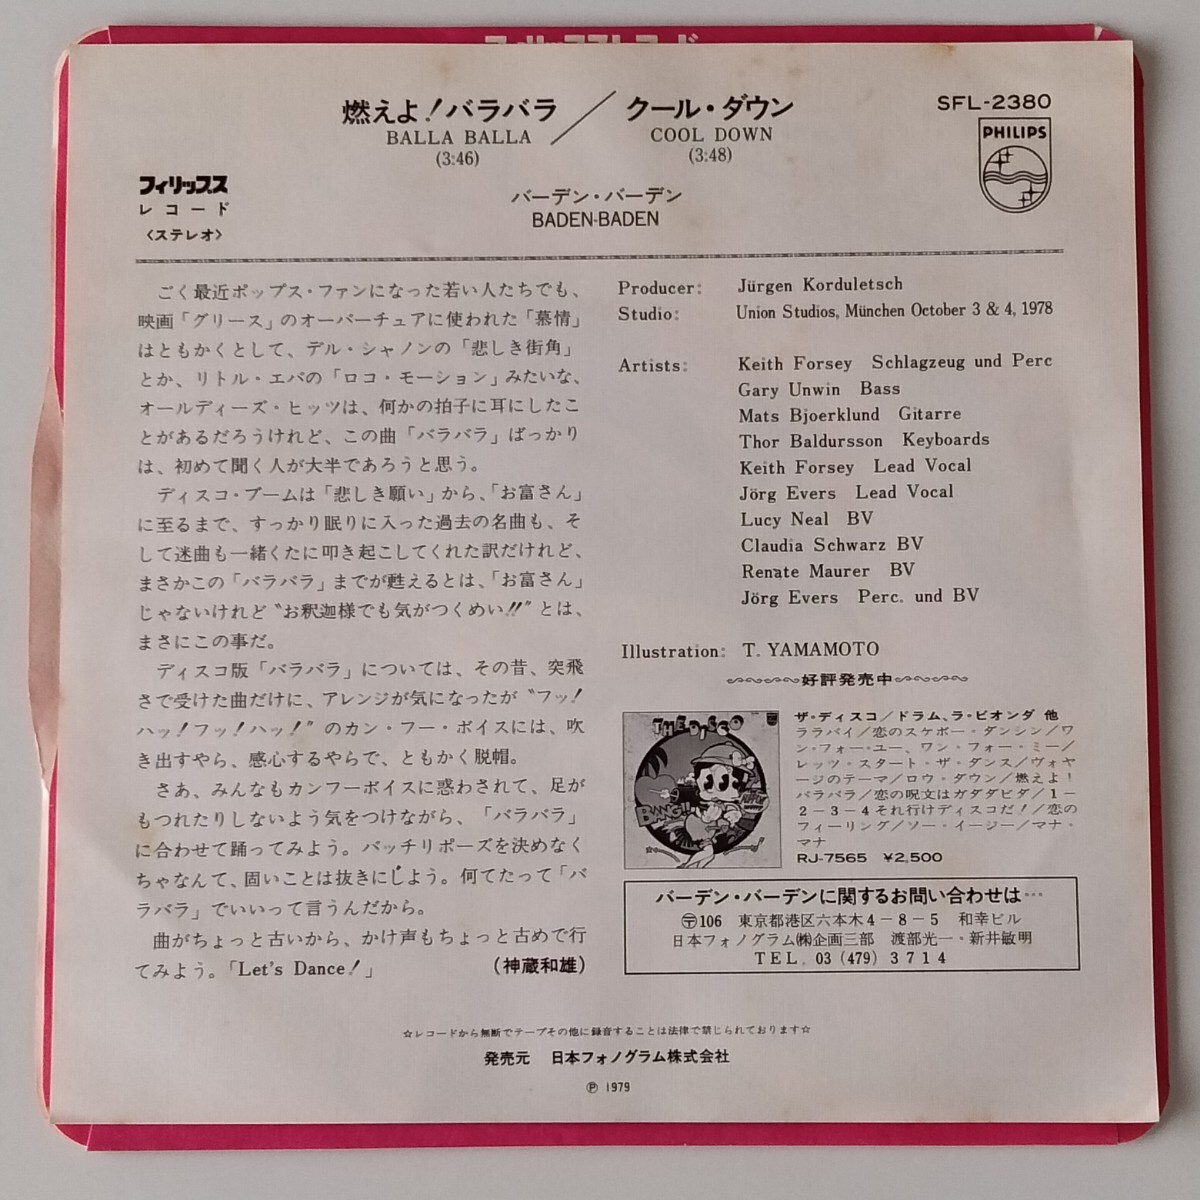 燃えよ!バラバラ／クール・ダウン
BALLA BALLA COOL DOWN
(3:46) (3:48)
SFL-2380
PHILIPS
フィリップス
レコード
〈ステレオ〉
バーデン・バーデン
BADEN-BADEN
ごく最近ポップス・ファンになった若い人たちでも、
映画「グリース」のオーバーチュアに使われた「慕情」
はともかくとして、デル・シャノンの「悲しき街角」
とか、リトル・エバの「ロコ・モーション」みたいな、
オールディーズ・ヒッツは、何かの拍子に耳にしたこ
とがあるだろうけれど、この曲「バラバラ」ばっかり
は、初めて聞く人が大半であろうと思う。
ディスコ・ブームは「悲しき願い」から、「お富さん」
に至るまで、すっかり眠りに入った過去の名曲も、そ
して迷曲も一緒くたに叩き起こしてくれた訳だけれど、
まさかこの「バラバラ」までが甦えるとは、「お富さん」
じゃないけれど“お釈迦様でも気がつくめい!!”とは、
まさにこの事だ。
ディスコ版「バラバラ」については、その昔、突飛
さで受けた曲だけに、アレンジが気になったが“フッ!
ハッ!フッ!ハッ!”のカン・フー・ボイスには、吹
き出すやら、感心するやらで、ともかく脱帽。
さあ、みんなもカンフーボイスに惑わされて、足が
もつれたりしないよう気をつけながら、「バラバラ」
に合わせて踊ってみよう。バッチリポーズを決めなく
ちゃなんて、固いことは抜きにしよう。何てたって「バ
ラバラ」でいいって言うんだから。
曲がちょっと古いから、かけ声もちょっと古めで行
てみよう。「Let's Dance!」 (神蔵和雄)
Producer: Jürgen Korduletsch
Studio: Union Studios, München October 3 & 4, 1978
Artists: Keith Forsey Schlagzeug und Perc
Gary Unwin Bass
Mats Bjoerklund Gitarre
Thor Baldursson Keyboards
Keith Forsey Lead Vocal
Jörg Evers Lead Vocal
Lucy Neal BV
Claudia Schwarz BV
Renate Maurer BV
Jörg Evers Perc. und BV
Illustration: T. YAMAMOTO
好評発売中
THE DISCO
BANG!!
ザ・ディスコ/ドラム、ラ・ビオンダ 他
ララバイ/恋のスケボー・ダンシン/ワ
ン・フォー・ユー、ワン・フォー・ミー/
レッツ・スタート・ザ・ダンス/ヴォヤ
ージのテーマ/ロウ・ダウン/燃えよ!
バラバラ/恋の呪文はガダダビダ/1－
2－3－4それ行けディスコだ!/恋の
フィーリング/ソー・イージー/マナ・
マナ
RJ-7565 ¥2,500
バーデン・バーデンに関するお問い合わせは…
〒106 東京都港区六本木4－8－5 和幸ビル
日本フォノグラム㈱企画三部 渡部光一・新井敏明
TEL. 03 (479) 3714
☆レコードから無断でテープその他に録音することは法律で禁じられております☆
発売元 日本フォノグラム株式会社
Ⓟ 1979